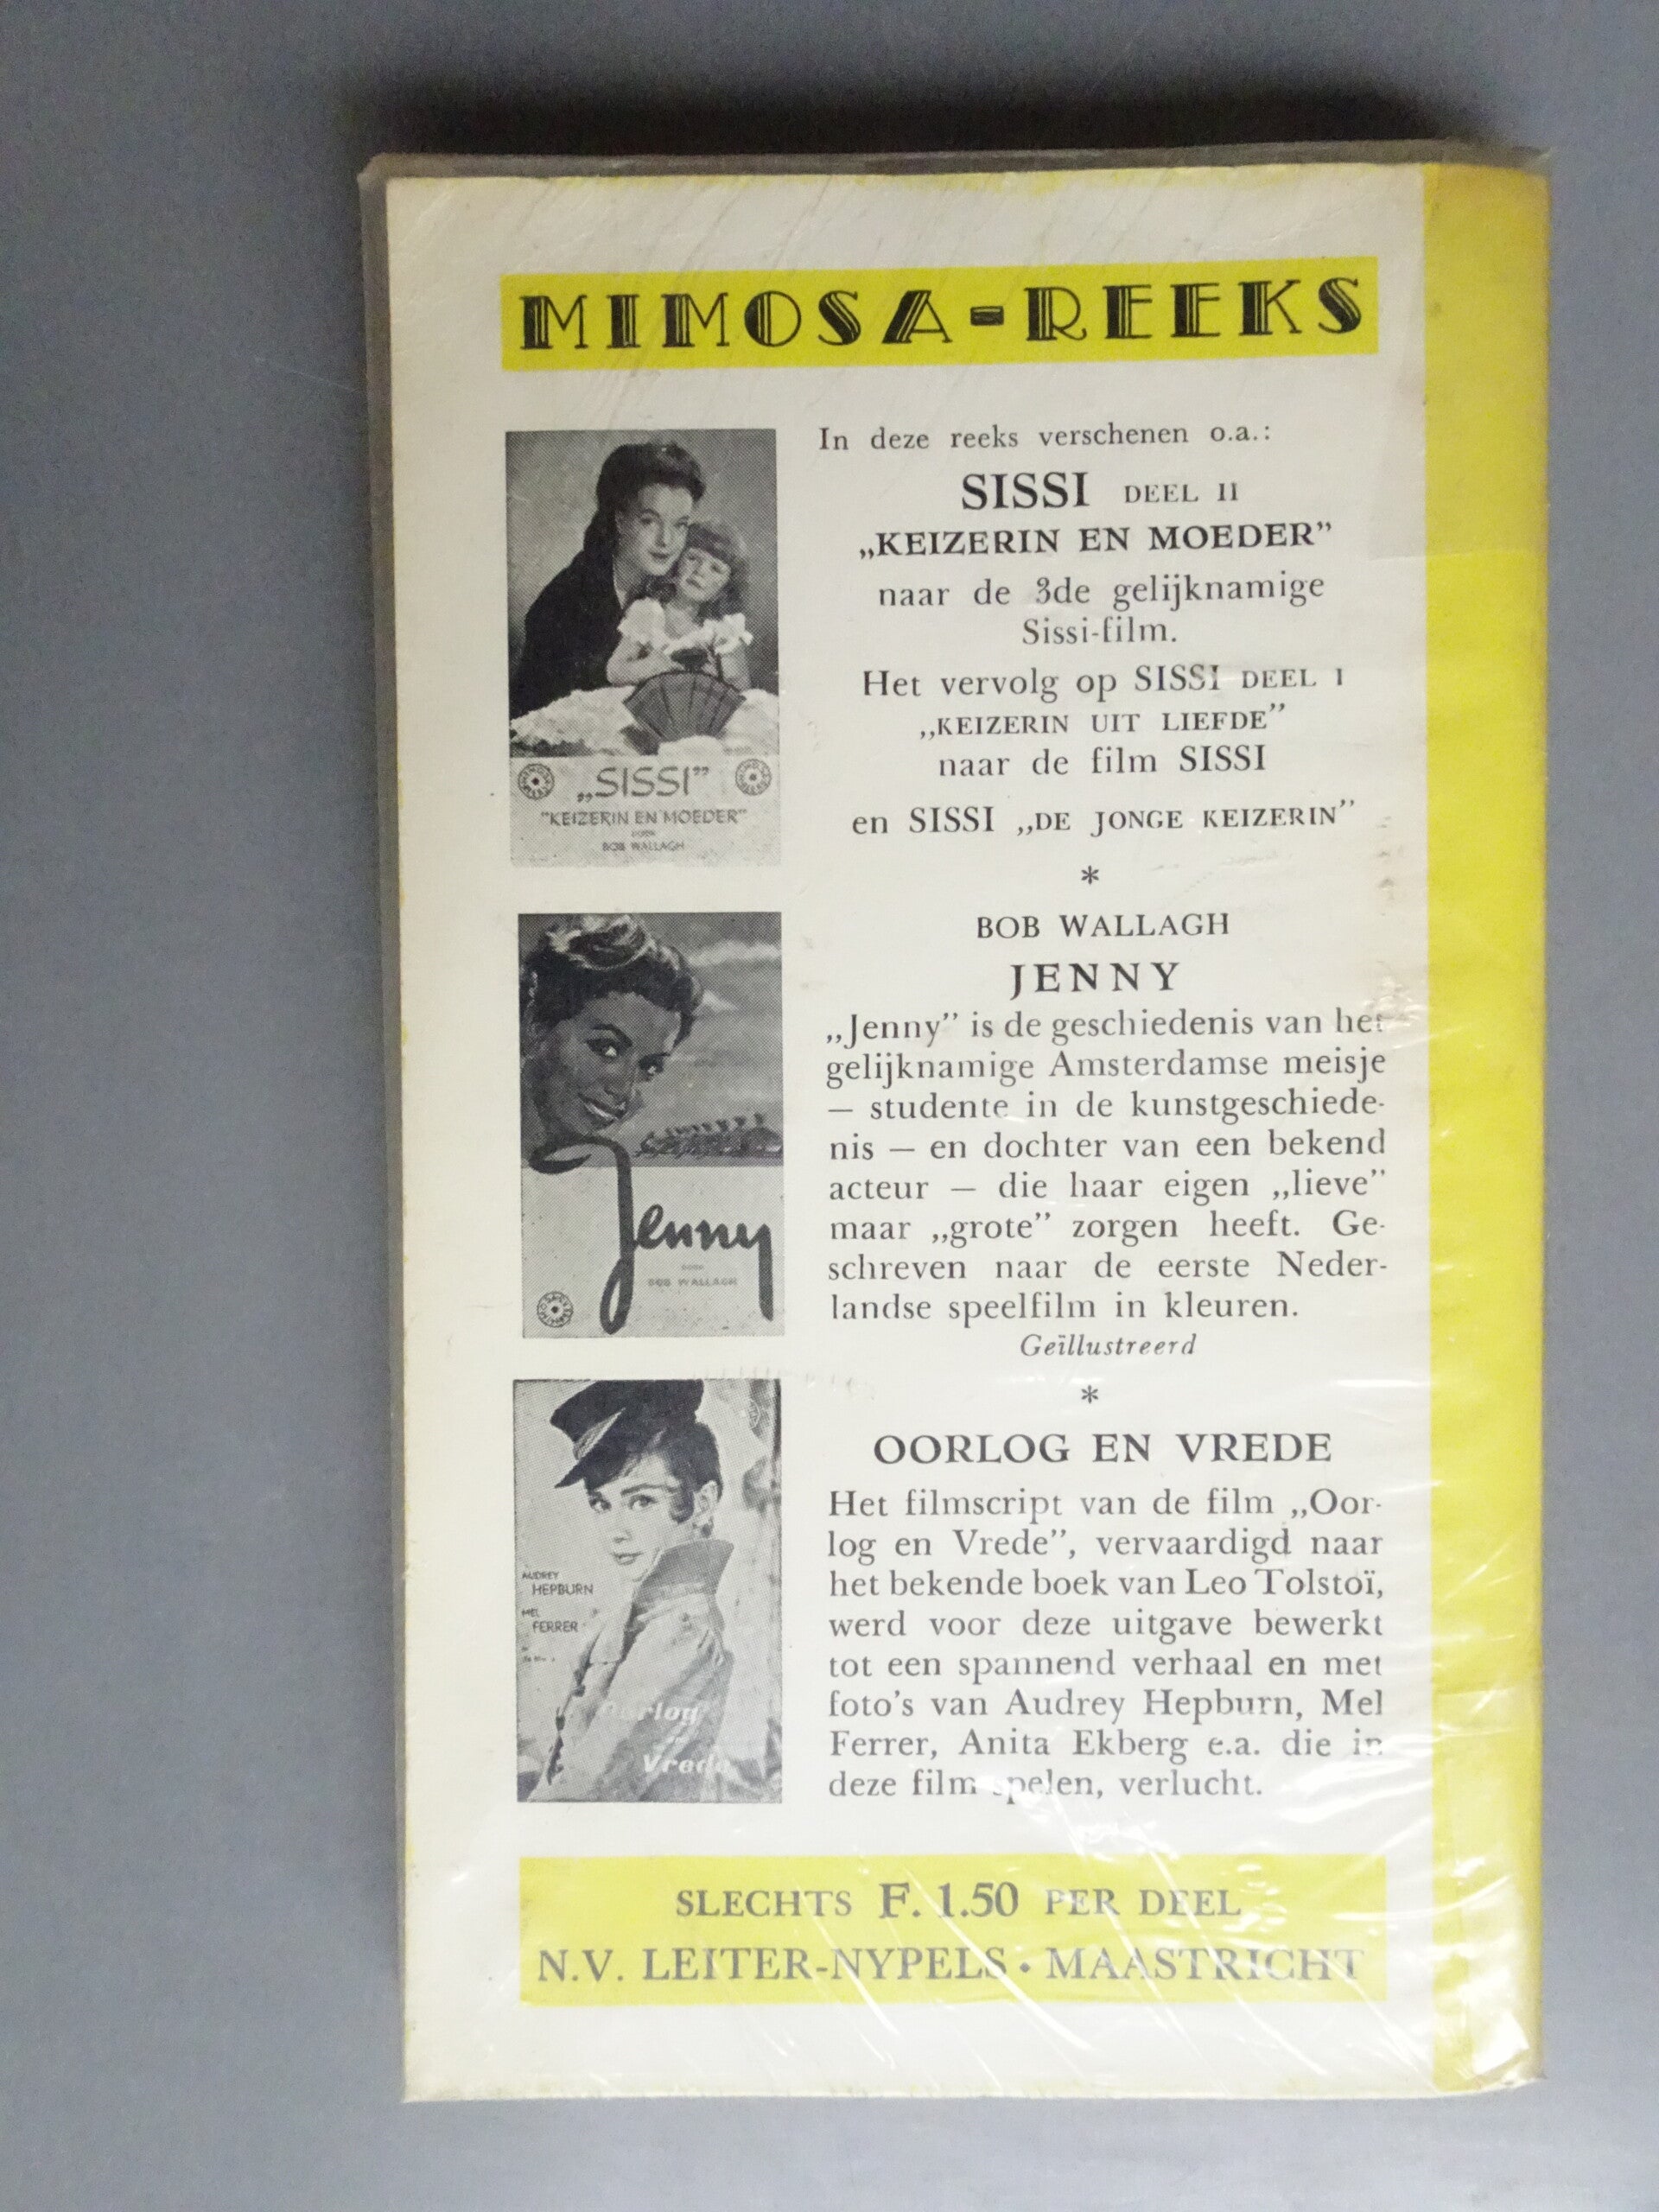 MIMOSA-REEKS
In deze reeks verschenen o.a.:
SISSI DEEL II
„KEIZERIN EN MOEDER”
naar de 3de gelijknamige
Sissi-film.
Het vervolg op SISSI DEEL I
„KEIZERIN UIT LIEFDE”
naar de film SISSI
en SISSI „DE JONGE KEIZERIN”
„SISSI”
"KEIZERIN EN MOEDER"
DOOR
BOB WALLAGH
*
BOB WALLAGH
JENNY
„Jenny” is de geschiedenis van het
gelijknamige Amsterdamse meisje
— studente in de kunstgeschiede-
nis — en dochter van een bekend
acteur — die haar eigen „lieve”
maar „grote” zorgen heeft. Ge-
schreven naar de eerste Neder-
landse speelfilm in kleuren.
Geïllustreerd
Jenny
DOOR
BOB WALLAGH
*
OORLOG EN VREDE
Het filmscript van de film „Oor-
log en Vrede”, vervaardigd naar
het bekende boek van Leo Tolstoï,
werd voor deze uitgave bewerkt
tot een spannend verhaal en met
foto's van Audrey Hepburn, Mel
Ferrer, Anita Ekberg e.a. die in
deze film spelen, verlucht.
AUDREY
HEPBURN
MEL
FERRER
Oorlog
Vrede
SLECHTS F. 1.50 PER DEEL
N.V. LEITER-NYPELS • MAASTRICHT